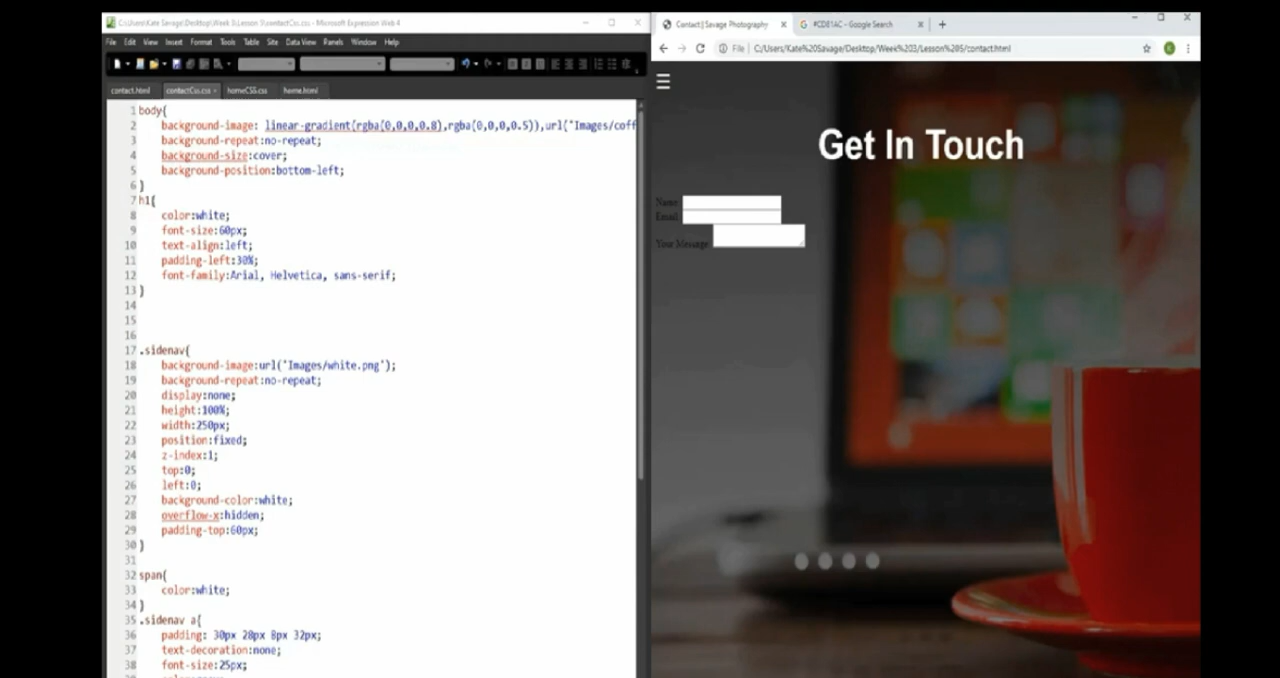 C:\Users\Kate Savage\Desktop\Week 3\Lesson 5\contactCss.css - Microsoft Expression Web 4
File Edit View Insert Format Tools Table Site Data View Panels Window Help
contact.html contactCss.css homeCSS.css home.html
1 body{
2 background-image: linear-gradient(rgba(0,0,0,0.8),rgba(0,0,0,0.5)),url("Images/coff
3 background-repeat:no-repeat;
4 background-size:cover;
5 background-position:bottom-left;
6 }
7 h1{
8 color:white;
9 font-size:60px;
10 text-align:left;
11 padding-left:30%;
12 font-family:Arial, Helvetica, sans-serif;
13 }
14
15
16
17 .sidenav{
18 background-image:url('Images/white.png');
19 background-repeat:no-repeat;
20 display:none;
21 height:100%;
22 width:250px;
23 position:fixed;
24 z-index:1;
25 top:0;
26 left:0;
27 background-color:white;
28 overflow-x:hidden;
29 padding-top:60px;
30 }
31
32 span{
33 color:white;
34 }
35 .sidenav a{
36 padding: 30px 28px 8px 32px;
37 text-decoration:none;
38 font-size:25px;
Contact | Savage Photography
#CD81AC - Google Search
File | C:/Users/Kate%20Savage/Desktop/Week%203/Lesson%205/contact.html
Get In Touch
Name
Email
Your Message